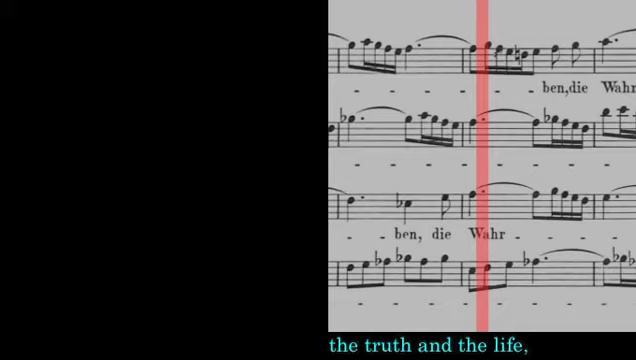 - - - - - - ben, die Wahr
- - - - -
- - ben, die Wahr - - -
- - - - - -
the truth and the life,